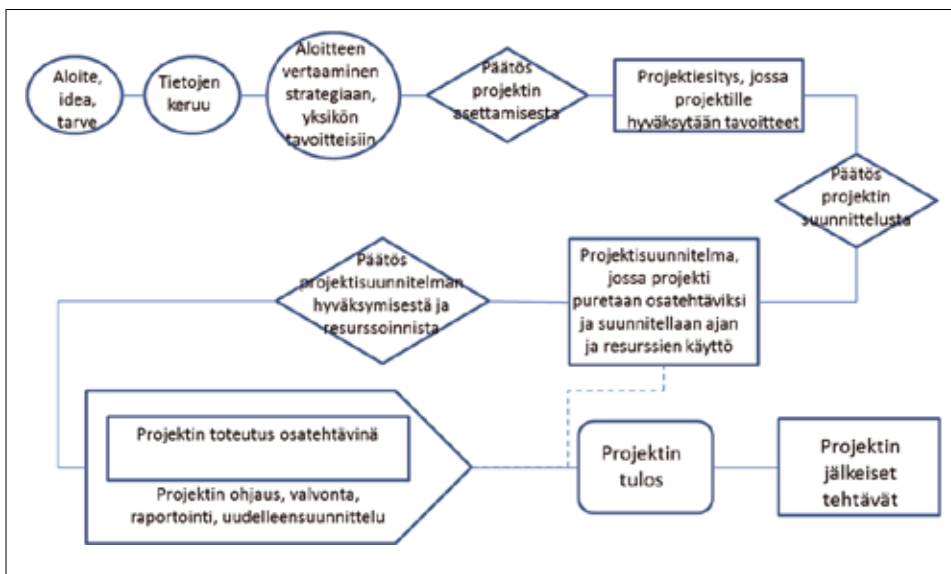 Aloite,
idea,
tarve
Tietojen
keruu
Aloitteen
vertaaminen
strategiaan,
yksikön
tavoitteisiin
Päätös
projektin
asettamisesta
Projektiesitys, jossa
projektille
hyväksytään tavoitteet
Päätös
projektin
suunnittelusta
Projektisuunnitelma,
jossa projekti
puretaan osatehtäviksi
ja suunnitellaan ajan
ja resurssien käyttö
Päätös
projektisuunnitelman
hyväksymisestä ja
resurssoinnista
Projektin toteutus osatehtävinä
Projektin ohjaus, valvonta,
raportointi, uudelleensuunnittelu
Projektin
tulos
Projektin
jälkeiset
tehtävät